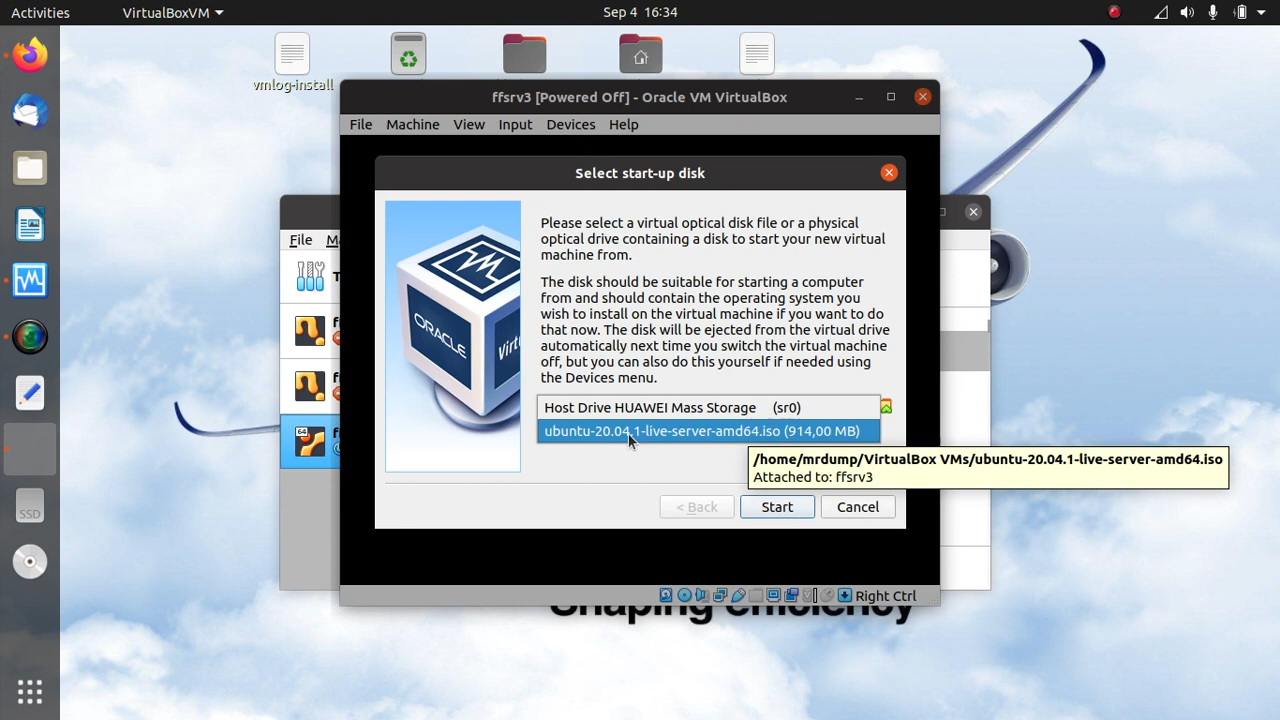 Activities
VirtualBoxVM
Sep 4 16:34
vmlog-install
ffsrv3 [Powered Off] - Oracle VM VirtualBox
File Machine View Input Devices Help
Select start-up disk
Please select a virtual optical disk file or a physical
optical drive containing a disk to start your new virtual
machine from.
The disk should be suitable for starting a computer
from and should contain the operating system you
wish to install on the virtual machine if you want to do
that now. The disk will be ejected from the virtual drive
automatically next time you switch the virtual machine
off, but you can also do this yourself if needed using
the Devices menu.
File
ORACLE
Host Drive HUAWEI Mass Storage (sr0)
ubuntu-20.04.1-live-server-amd64.iso (914,00 MB)
/home/mrdump/VirtualBox VMs/ubuntu-20.04.1-live-server-amd64.iso
Attached to: ffsrv3
64
SSD
< Back
Start
Cancel
Right Ctrl
Shaping efficiency